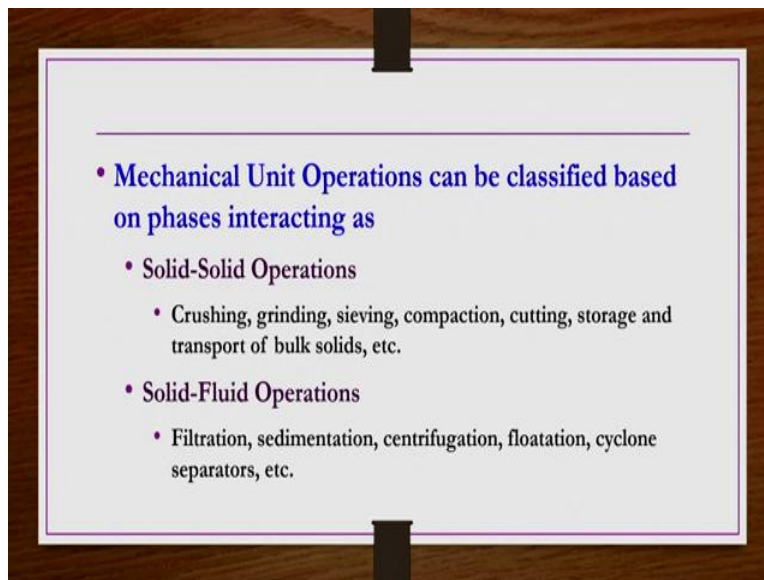 • Mechanical Unit Operations can be classified based
on phases interacting as
• Solid-Solid Operations
• Crushing, grinding, sieving, compaction, cutting, storage and
transport of bulk solids, etc.
• Solid-Fluid Operations
• Filtration, sedimentation, centrifugation, floatation, cyclone
separators, etc.